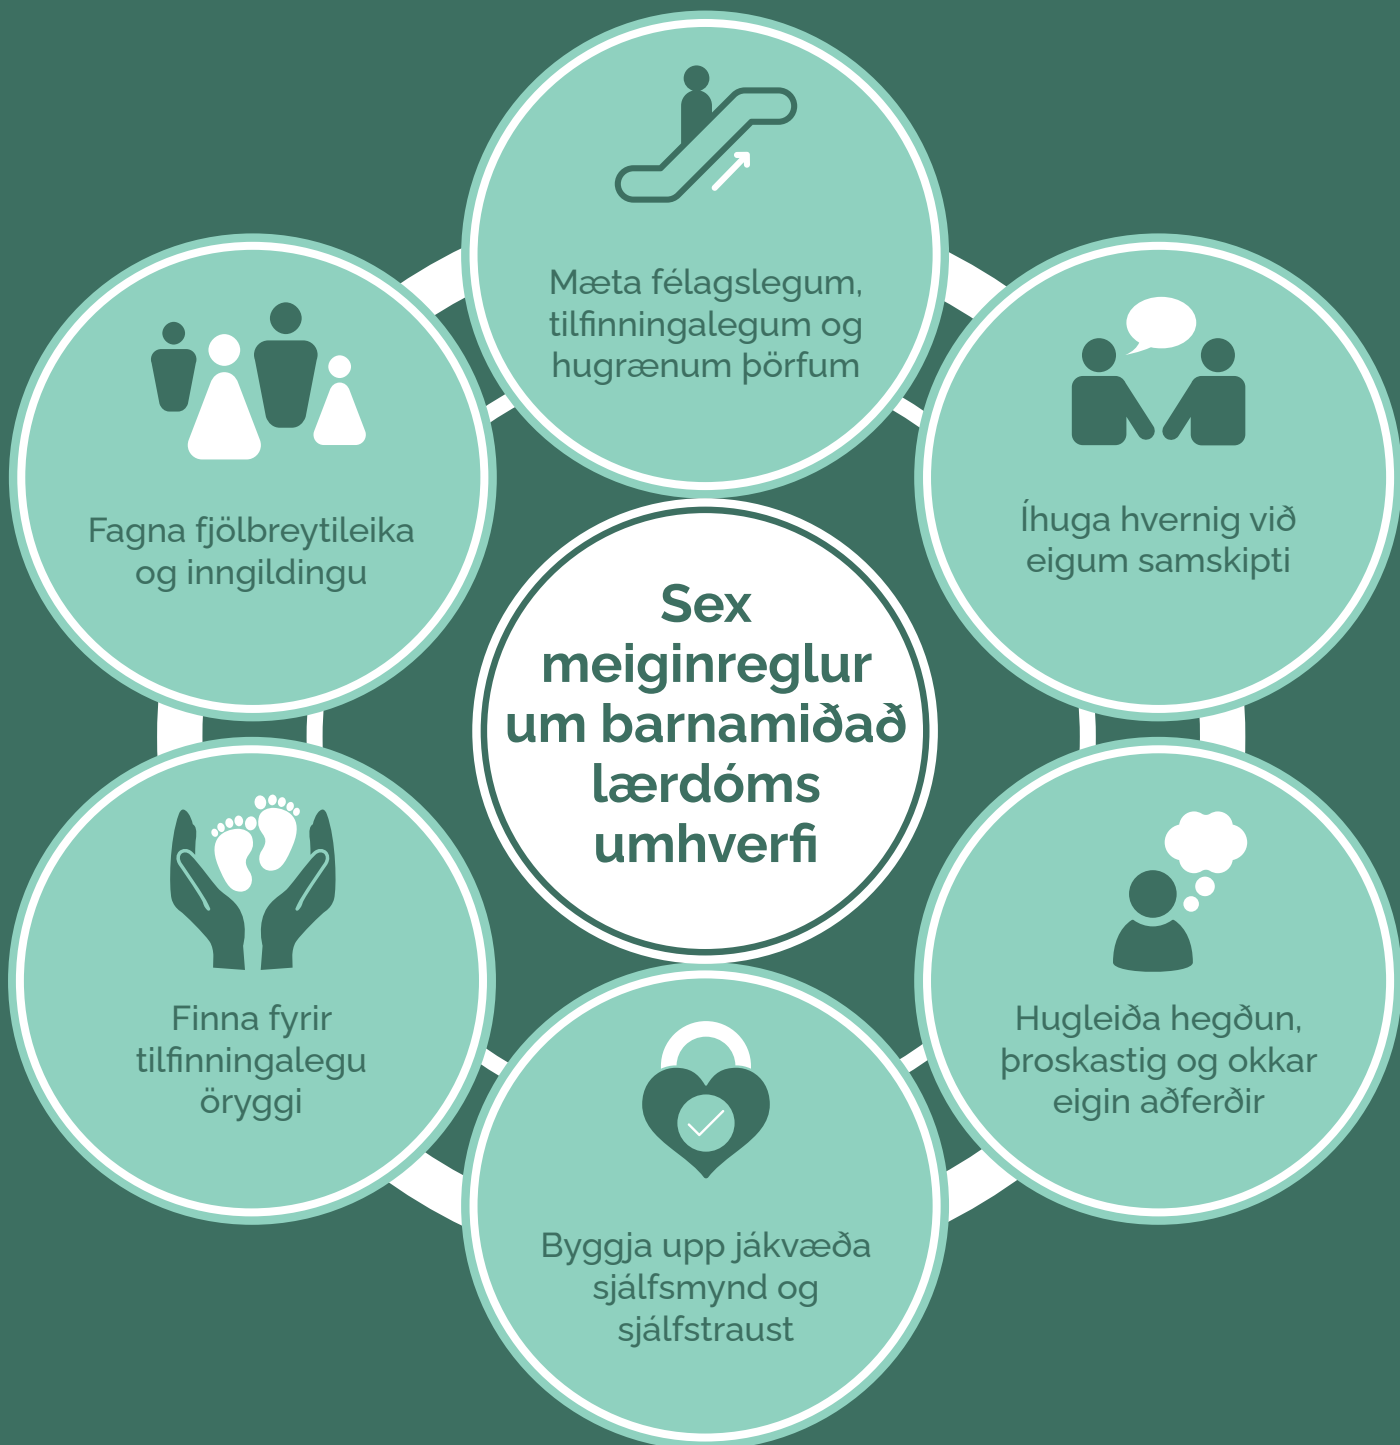 Mæta félagslegum,
tilfinningalegum og
hugrænum þörfum
Fagna fjölbreytileika
og inngildingu
Íhuga hvernig við
eigum samskipti
Sex
meiginreglur
um barnamiðað
lærdóms
umhverfi
Finna fyrir
tilfinningalegu
öryggi
Hugleiða hegðun,
þroskastig og okkar
eigin aðferðir
Byggja upp jákvæða
sjálfsmynd og
sjálfstraust